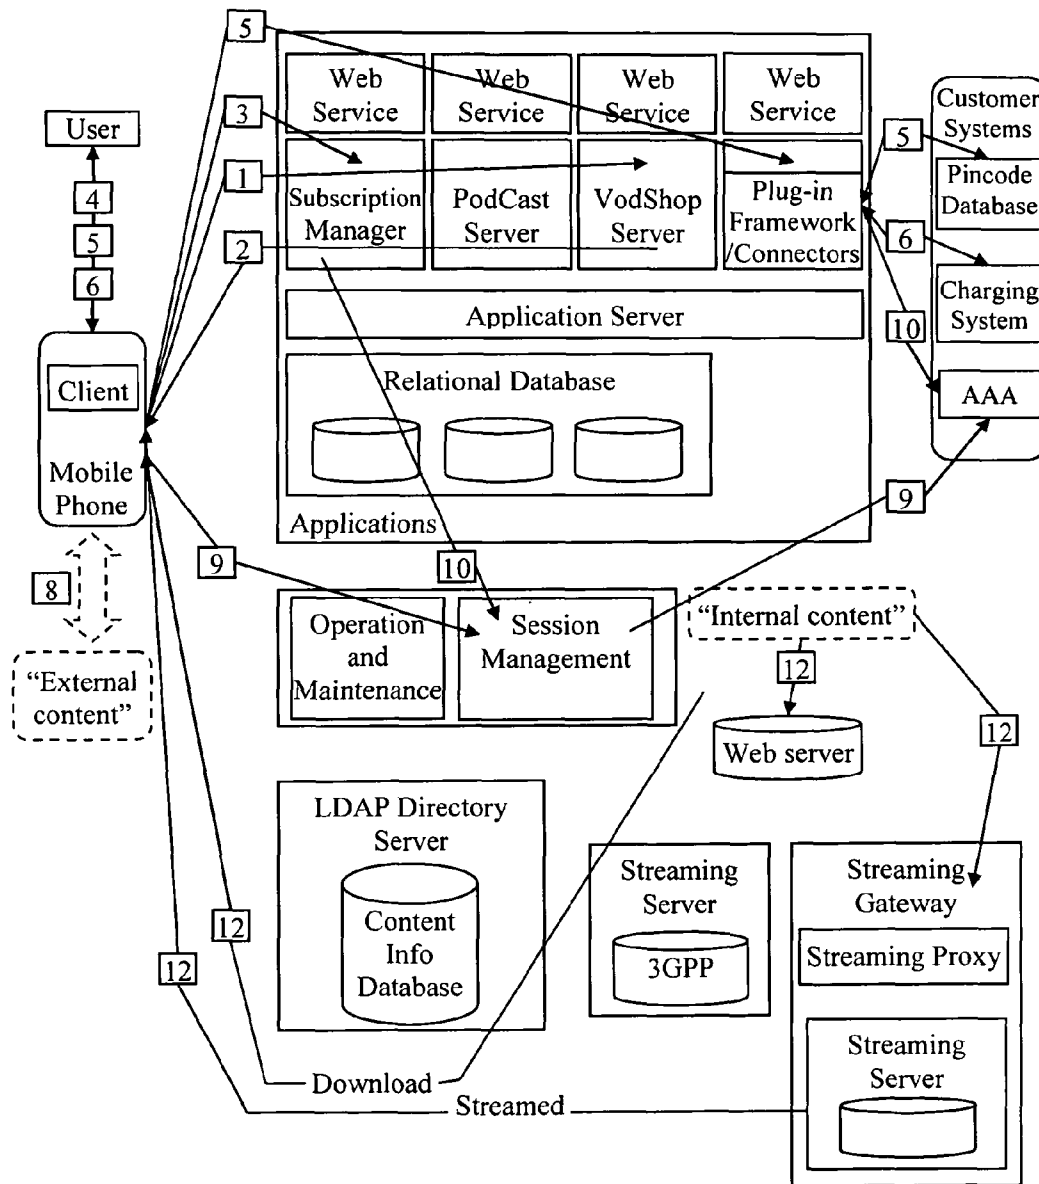 5
Web
Service
Web
Service
Web
Service
Web
Service
Customer
Systems
User
3
5
1
Pincode
Database
4
Subscription
Manager
PodCast
Server
VodShop
Server
Plug-in
Framework
/Connectors
5
2
6
6
Charging
System
Application Server
10
Client
Relational Database
AAA
Mobile
Phone
9
Applications
8
9
10
"External
content"
Operation
and
Maintenance
Session
Management
"Internal content"
12
12
Web server
LDAP Directory
Server
Content
Info
Database
Streaming
Server
3GPP
Streaming
Gateway
Streaming Proxy
12
12
Streaming
Server
Download
Streamed